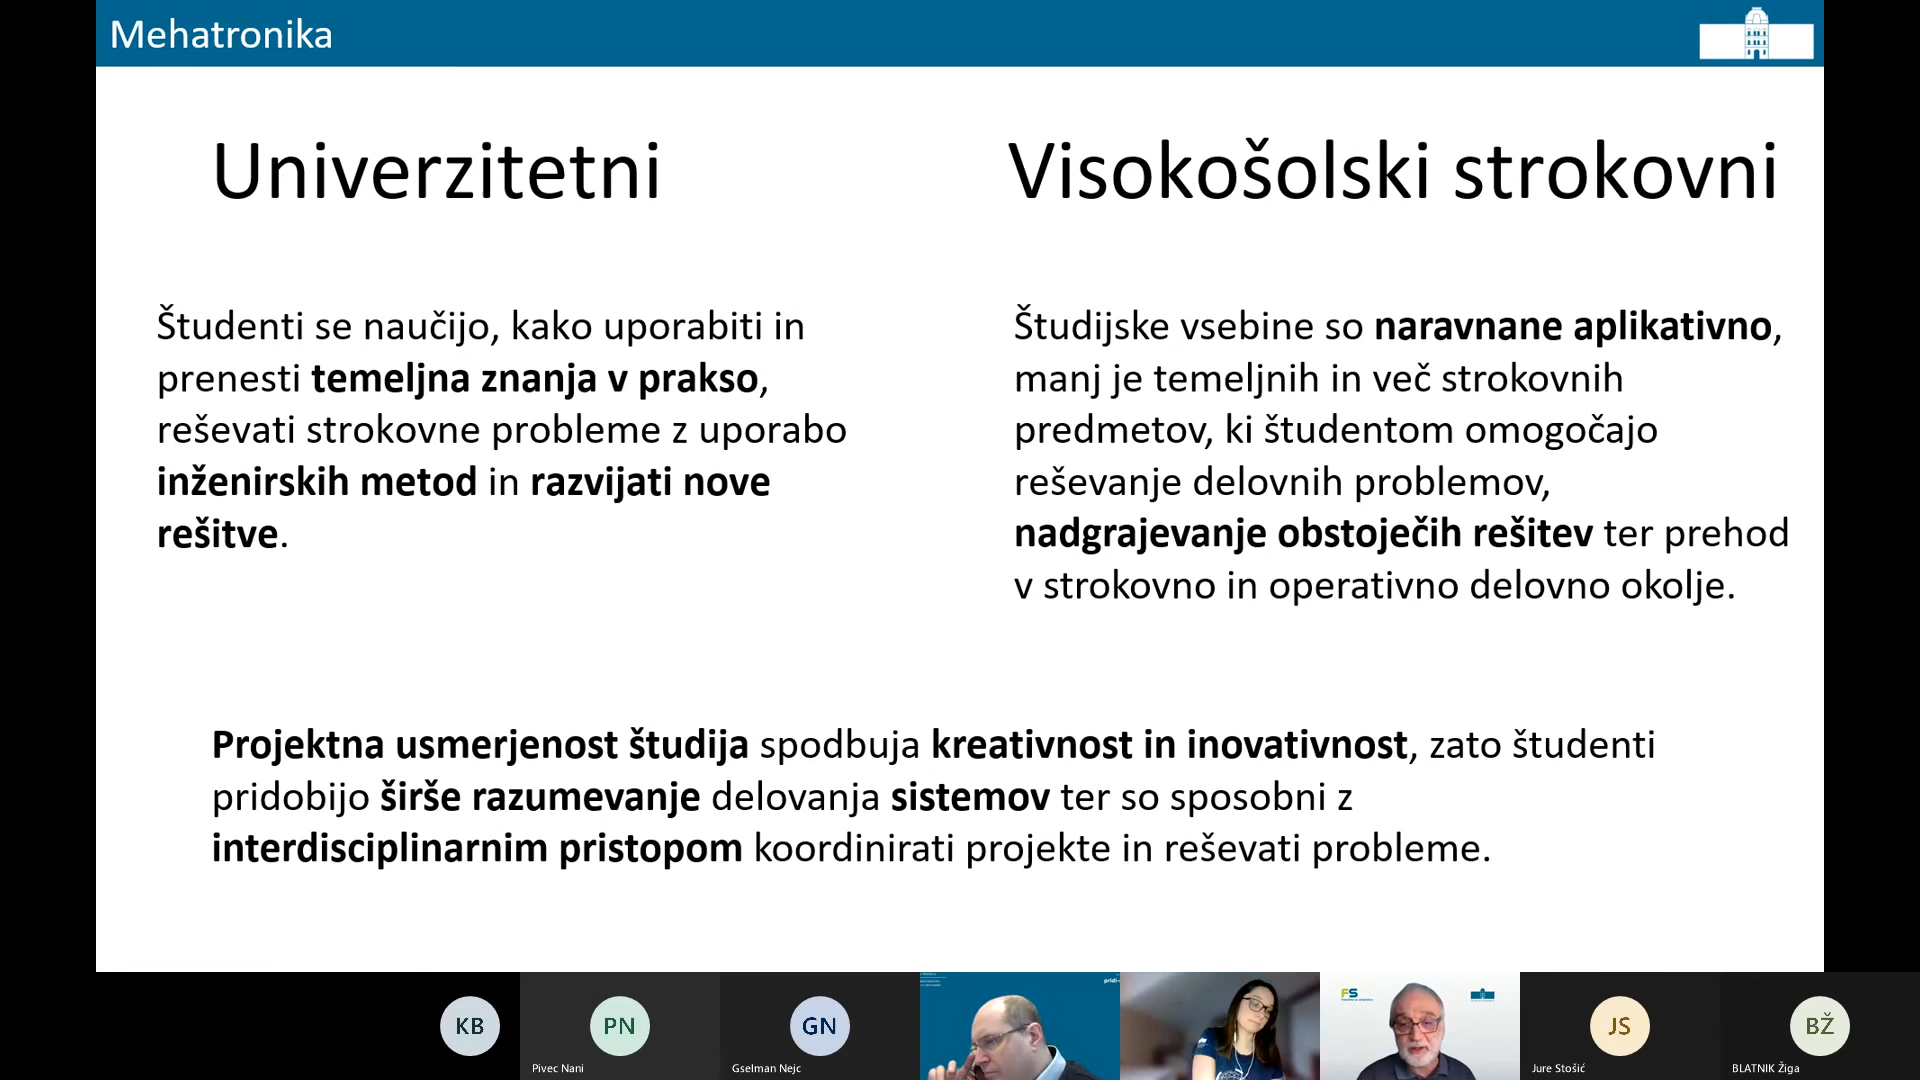 Mehatronika
Univerzitetni
Študenti se naučijo, kako uporabiti in
prenesti temeljna znanja v prakso,
reševati strokovne probleme z uporabo
inženirskih metod in razvijati nove
rešitve.
Visokošolski strokovni
Študijske vsebine so naravnane aplikativno,
manj je temeljnih in več strokovnih
predmetov, ki študentom omogočajo
reševanje delovnih problemov,
nadgrajevanje obstoječih rešitev ter prehod
v strokovno in operativno delovno okolje.
Projektna usmerjenost študija spodbuja kreativnost in inovativnost, zato študenti
pridobijo širše razumevanje delovanja sistemov ter so sposobni z
interdisciplinarnim pristopom koordinirati projekte in reševati probleme.
KB
PN
Pivec Nani
GN
Gselman Nejc
FS
JS
Jure Stošić
BŽ
BLATNIK Žiga